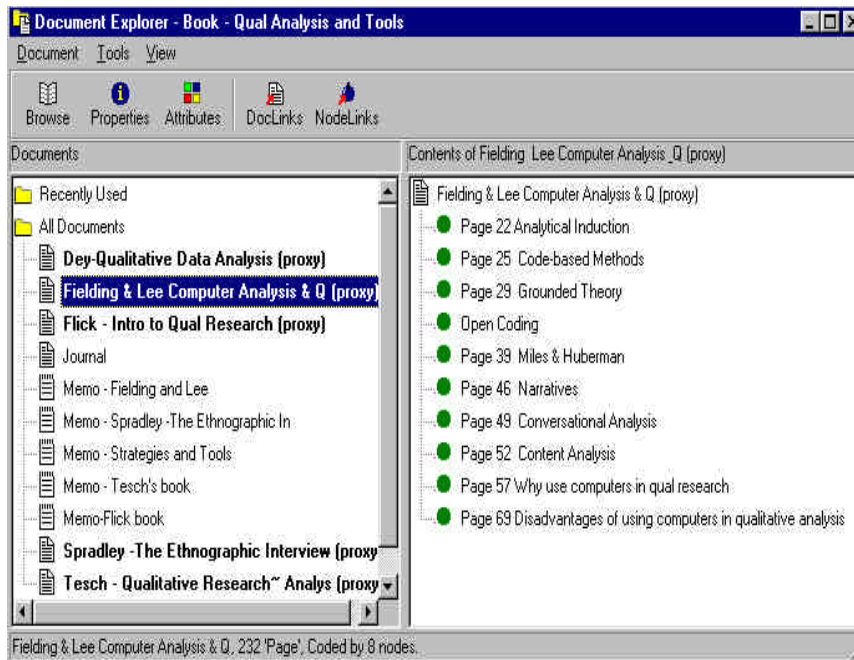 Document Explorer - Book - Qual Analysis and Tools
Document Tools View
Browse Properties Attributes DocLinks NodeLinks
Documents
Recently Used
All Documents
Dey-Qualitative Data Analysis (proxy)
Fielding & Lee Computer Analysis & Q (proxy)
Flick - Intro to Qual Research (proxy)
Journal
Memo - Fielding and Lee
Memo - Spradley -The Ethnographic In
Memo - Strategies and Tools
Memo - Tesch's book
Memo-Flick book
Spradley -The Ethnographic Interview (proxy
Tesch - Qualitative Research~ Analys (proxy
Contents of Fielding Lee Computer Analysis _Q (proxy)
Fielding & Lee Computer Analysis & Q (proxy)
Page 22 Analytical Induction
Page 25 Code-based Methods
Page 29 Grounded Theory
Open Coding
Page 39 Miles & Huberman
Page 46 Narratives
Page 49 Conversational Analysis
Page 52 Content Analysis
Page 57 Why use computers in qual research
Page 69 Disadvantages of using computers in qualitative analysis
Fielding & Lee Computer Analysis & Q, 232 'Page', Coded by 8 nodes.